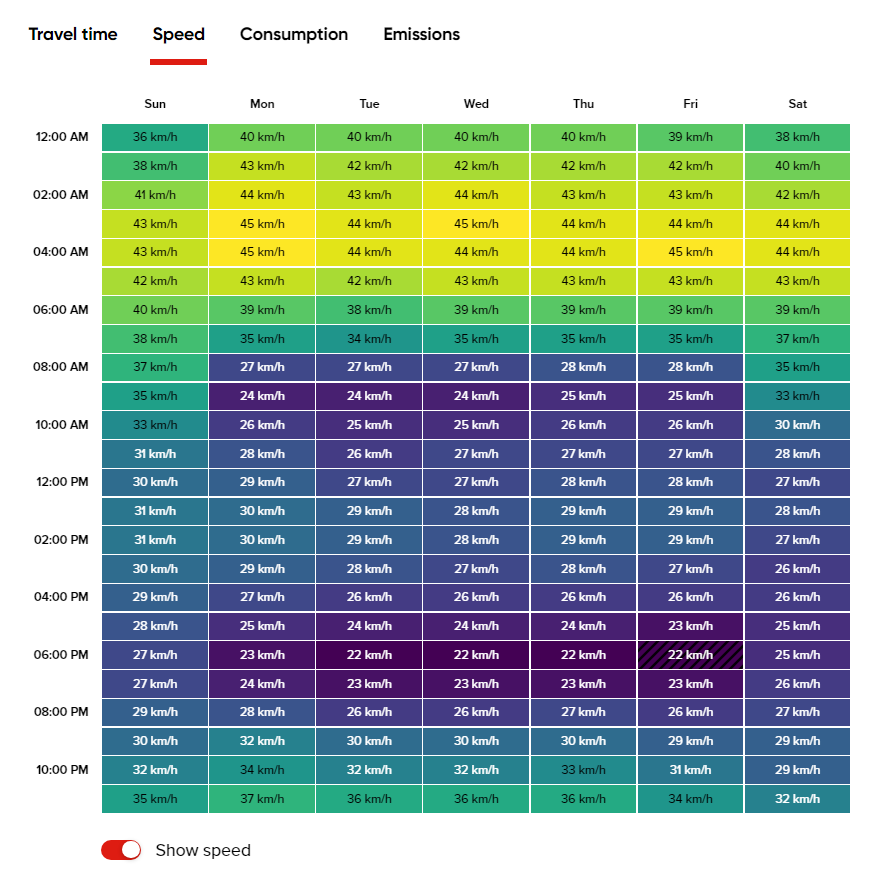 Travel time Speed Consumption Emissions
Sun Mon Tue Wed Thu Fri Sat
12:00 AM 36 km/h 40 km/h 40 km/h 40 km/h 40 km/h 39 km/h 38 km/h
38 km/h 43 km/h 42 km/h 42 km/h 42 km/h 42 km/h 40 km/h
02:00 AM 41 km/h 44 km/h 43 km/h 44 km/h 43 km/h 43 km/h 42 km/h
43 km/h 45 km/h 44 km/h 45 km/h 44 km/h 44 km/h 44 km/h
04:00 AM 43 km/h 45 km/h 44 km/h 44 km/h 44 km/h 45 km/h 44 km/h
42 km/h 43 km/h 42 km/h 43 km/h 43 km/h 43 km/h 43 km/h
06:00 AM 40 km/h 39 km/h 38 km/h 39 km/h 39 km/h 39 km/h 39 km/h
38 km/h 35 km/h 34 km/h 35 km/h 35 km/h 35 km/h 37 km/h
08:00 AM 37 km/h 27 km/h 27 km/h 27 km/h 28 km/h 28 km/h 35 km/h
35 km/h 24 km/h 24 km/h 24 km/h 25 km/h 25 km/h 33 km/h
10:00 AM 33 km/h 26 km/h 25 km/h 25 km/h 26 km/h 26 km/h 30 km/h
31 km/h 28 km/h 26 km/h 27 km/h 27 km/h 27 km/h 28 km/h
12:00 PM 30 km/h 29 km/h 27 km/h 27 km/h 28 km/h 28 km/h 27 km/h
31 km/h 30 km/h 29 km/h 28 km/h 29 km/h 29 km/h 28 km/h
02:00 PM 31 km/h 30 km/h 29 km/h 28 km/h 29 km/h 29 km/h 27 km/h
30 km/h 29 km/h 28 km/h 27 km/h 28 km/h 27 km/h 26 km/h
04:00 PM 29 km/h 27 km/h 26 km/h 26 km/h 26 km/h 26 km/h 26 km/h
28 km/h 25 km/h 24 km/h 24 km/h 24 km/h 23 km/h 25 km/h
06:00 PM 27 km/h 23 km/h 22 km/h 22 km/h 22 km/h 22 km/h 25 km/h
27 km/h 24 km/h 23 km/h 23 km/h 23 km/h 23 km/h 26 km/h
08:00 PM 29 km/h 28 km/h 26 km/h 26 km/h 27 km/h 26 km/h 27 km/h
30 km/h 32 km/h 30 km/h 30 km/h 30 km/h 29 km/h 29 km/h
10:00 PM 32 km/h 34 km/h 32 km/h 32 km/h 33 km/h 31 km/h 29 km/h
35 km/h 37 km/h 36 km/h 36 km/h 36 km/h 34 km/h 32 km/h
Show speed